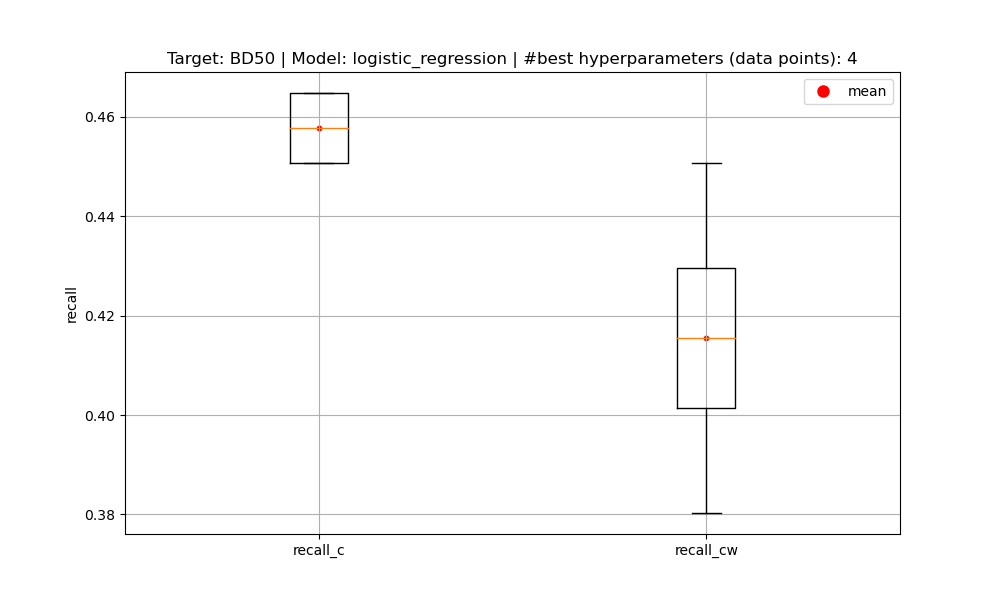 Target: BD50 | Model: logistic_regression | #best hyperparameters (data points): 4
mean
0.46
0.44
0.42
0.40
0.38
recall
recall_c
recall_cw